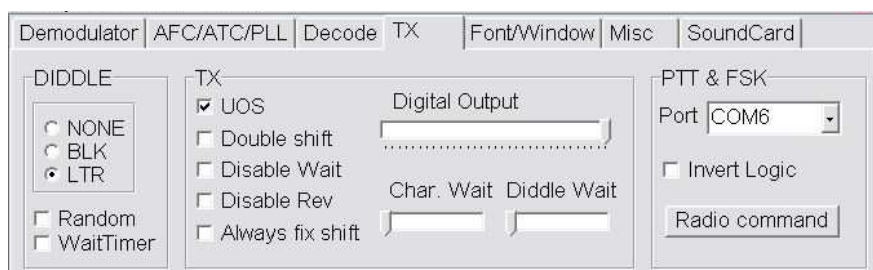 Demodulator AFC/ATC/PLL Decode TX Font/Window Misc SoundCard
DIDDLE
NONE
BLK
LTR
Random
WaitTimer
TX
UOS
Double shift
Disable Wait
Disable Rev
Always fix shift
Digital Output
Char. Wait Diddle Wait
PTT & FSK
Port COM6
Invert Logic
Radio command